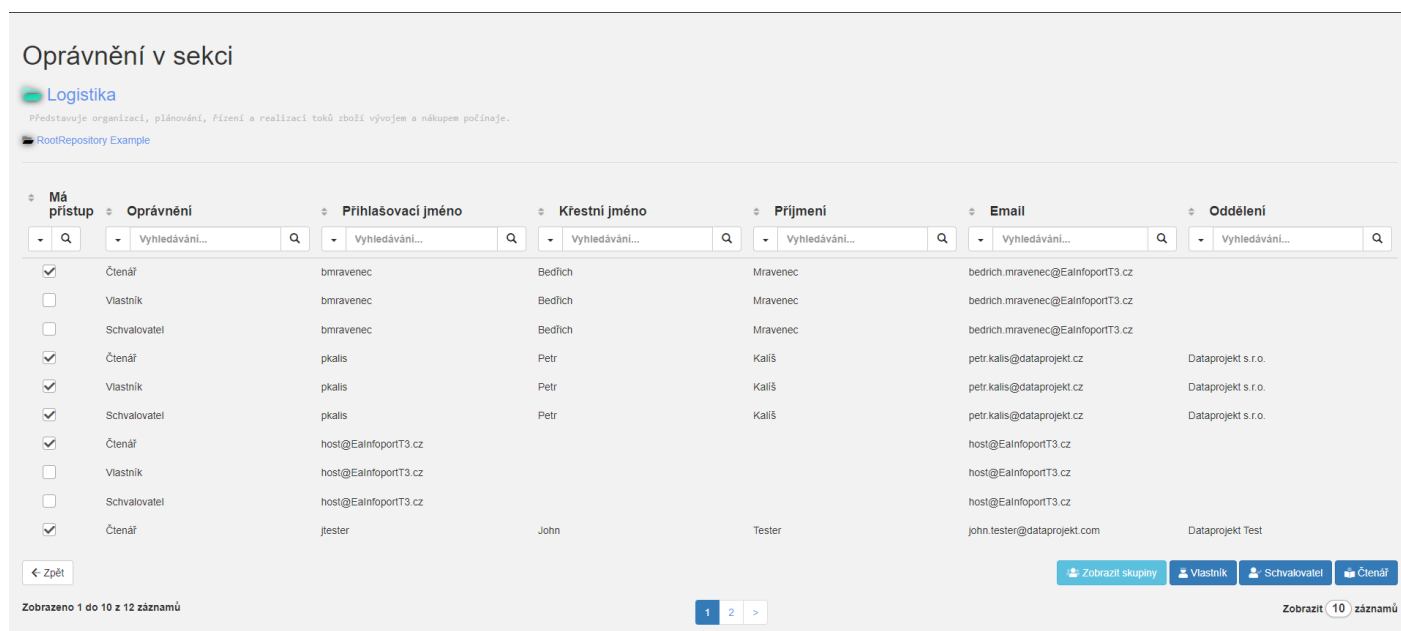 Oprávnění v sekci
Logistika
Představuje organizaci, plánování, řízení a realizaci toků zboží vývojem a nákupem počínaje.
RootRepository Example
Má přístup Oprávnění Přihlašovací jméno Křestní jméno Příjmení Email Oddělení
Vyhledávání... Vyhledávání... Vyhledávání... Vyhledávání... Vyhledávání... Vyhledávání...
Čtenář bmravenec Bedřich Mravenec bedrich.mravenec@EaInfoportT3.cz
Vlastník bmravenec Bedřich Mravenec bedrich.mravenec@EaInfoportT3.cz
Schvalovatel bmravenec Bedřich Mravenec bedrich.mravenec@EaInfoportT3.cz
Čtenář pkalis Petr Kalíš petr.kalis@dataprojekt.cz Dataprojekt s.r.o.
Vlastník pkalis Petr Kalíš petr.kalis@dataprojekt.cz Dataprojekt s.r.o.
Schvalovatel pkalis Petr Kalíš petr.kalis@dataprojekt.cz Dataprojekt s.r.o.
Čtenář host@EaInfoportT3.cz host@EaInfoportT3.cz
Vlastník host@EaInfoportT3.cz host@EaInfoportT3.cz
Schvalovatel host@EaInfoportT3.cz host@EaInfoportT3.cz
Čtenář jtester John Tester john.tester@dataprojekt.com Dataprojekt Test
Zpět Zobrazit skupiny Vlastník Schvalovatel Čtenář
Zobrazeno 1 do 10 z 12 záznamů 1 2 > Zobrazit 10 záznamů